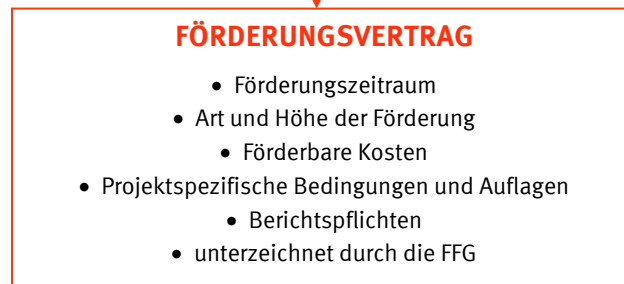 FÖRDERUNGSVERTRAG
• Förderungszeitraum
• Art und Höhe der Förderung
• Förderbare Kosten
• Projektspezifische Bedingungen und Auflagen
• Berichtspflichten
• unterzeichnet durch die FFG